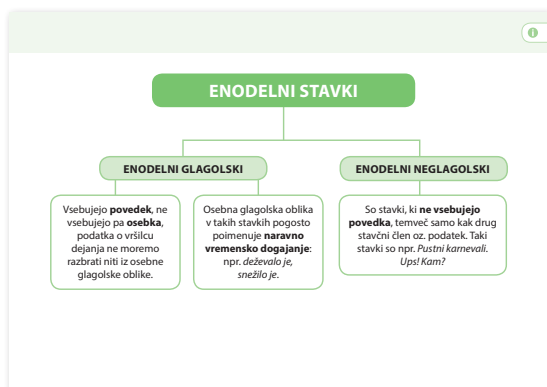 ENODELNI STAVKI
ENODELNI GLAGOLSKI
ENODELNI NEGLAGOLSKI
Vsebujejo povedek, ne
vsebujejo pa osebka,
podatka o vršilcu
dejanja ne moremo
razbrati niti iz osebne
glagolske oblike.
Osebna glagolska oblika
v takih stavkih pogosto
poimenuje naravno
vremensko dogajanje:
npr. deževalo je,
snežilo je.
So stavki, ki ne vsebujejo
povedka, temveč samo kak drug
stavčni člen oz. podatek. Taki
stavki so npr. Pustni karnevali.
Ups! Kam?